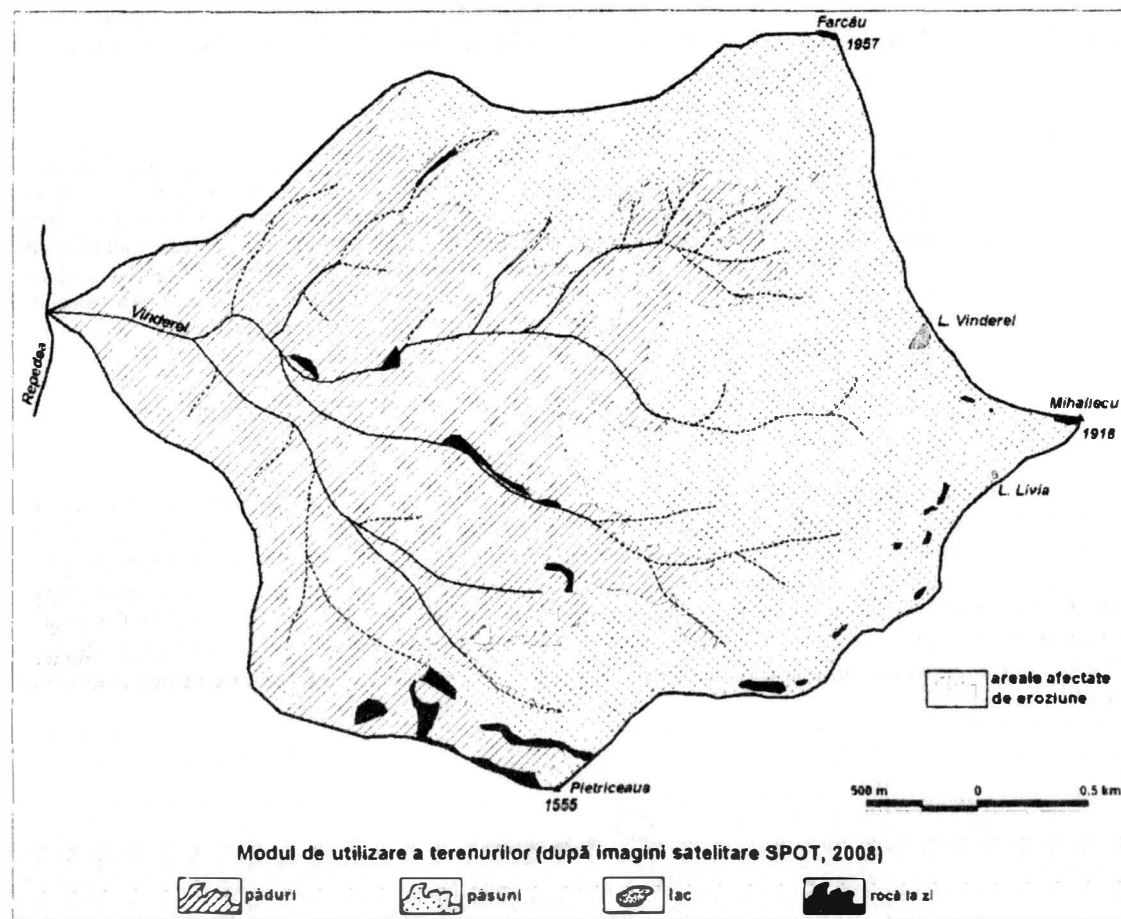 Farcău
1957
Vinderel
Repedea
L. Vinderel
Mihailecu
1918
L. Livia
areale afectate
de eroziune
Pietriceaua
1555
500 m 0 0.5 km
Modul de utilizare a terenurilor (după imagini satelitare SPOT, 2008)
păduri păsuni lac rocă la zi